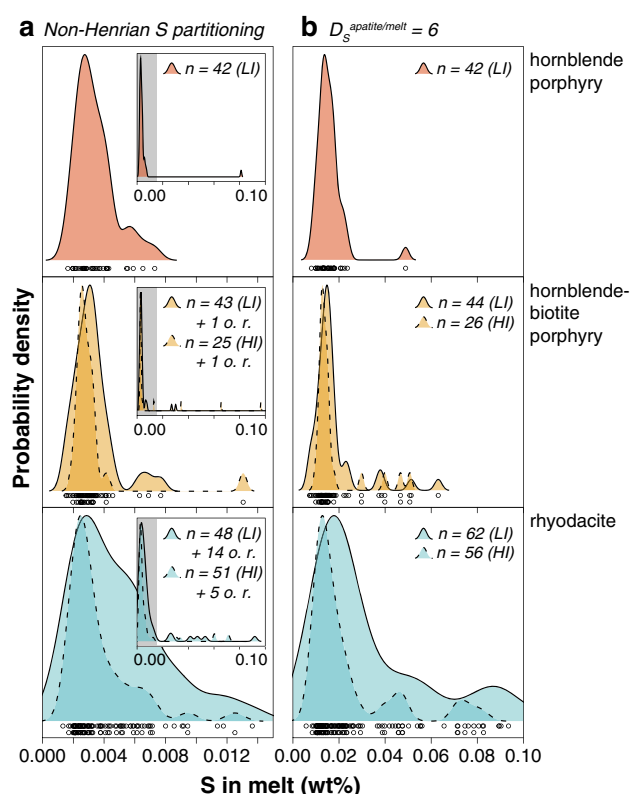 a Non-Henrian S partitioning
b D_S^apatite/melt = 6
n = 42 (LI)
0.00 0.10
n = 42 (LI)
hornblende
porphyry
n = 43 (LI)
+ 1 o. r.
n = 25 (HI)
+ 1 o. r.
0.00 0.10
n = 44 (LI)
n = 26 (HI)
hornblende-
biotite
porphyry
n = 48 (LI)
+ 14 o. r.
n = 51 (HI)
+ 5 o. r.
0.00 0.10
n = 62 (LI)
n = 56 (HI)
rhyodacite
Probability density
0.000 0.004 0.008 0.012
0.00 0.02 0.04 0.06 0.08 0.10
S in melt (wt%)